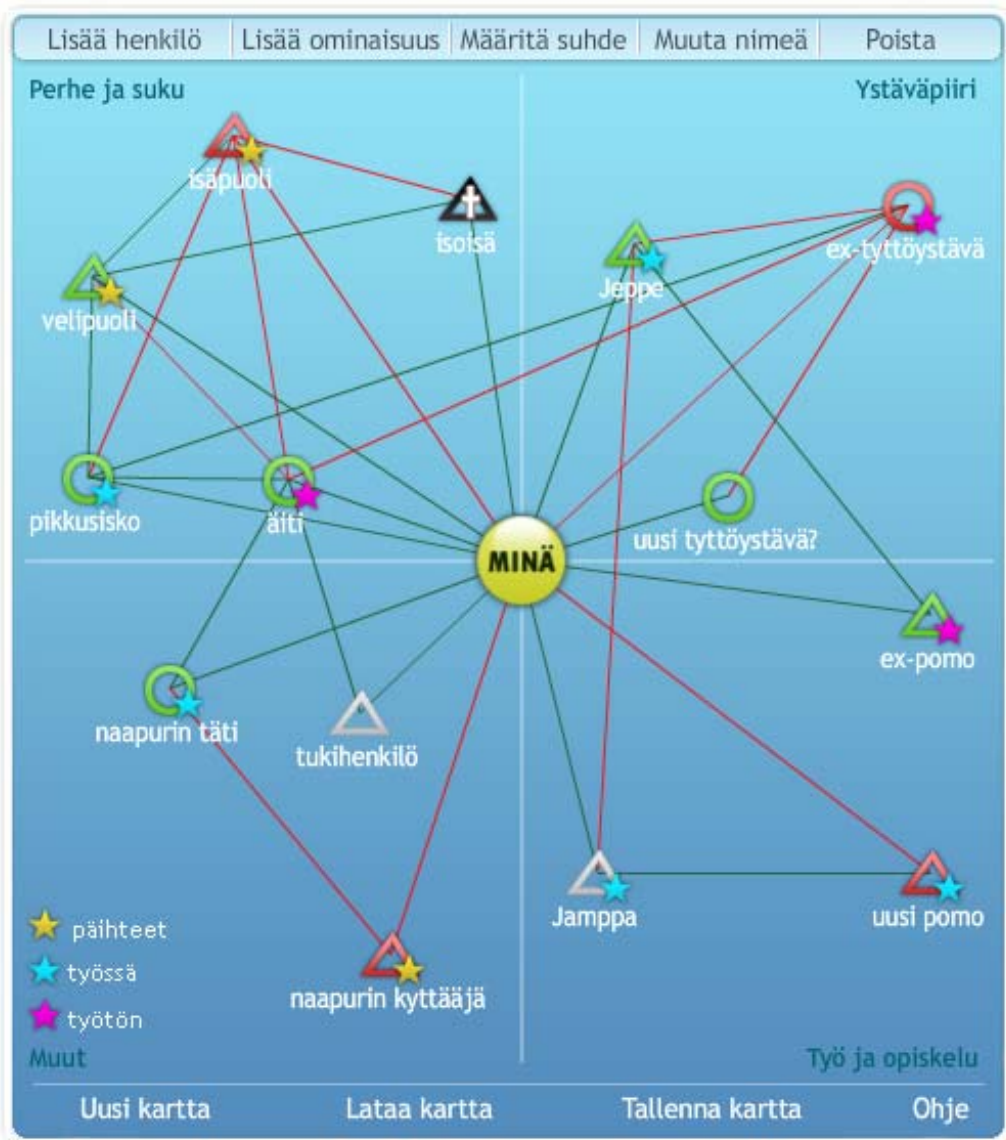 Lisää henkilö
Lisää ominaisuus
Määritä suhde
Muuta nimeä
Poista
Perhe ja suku
Ystäväpiiri
isäpuoli
isoisä
ex-tyttöystävä
Jeppe
velipuoli
pikkusisko
äiti
uusi tyttöystävä?
MINÄ
ex-pomo
naapurin täti
tukihenkilö
Jamppa
uusi pomo
päihteet
työssä
naapurin kyttääjä
työtön
Muut
Työ ja opiskelu
Uusi kartta
Lataa kartta
Tallenna kartta
Ohje